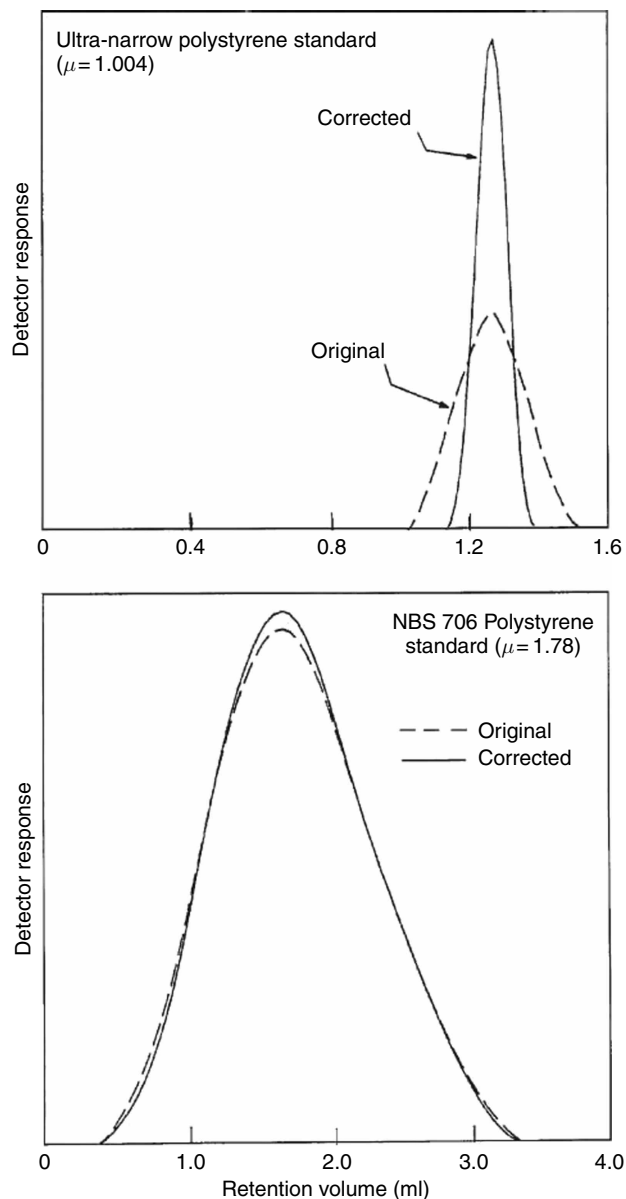 Ultra-narrow polystyrene standard
(μ = 1.004)
Corrected
Original
Detector response
0 0.4 0.8 1.2 1.6
NBS 706 Polystyrene
standard (μ = 1.78)
Original
Corrected
Detector response
0 1.0 2.0 3.0 4.0
Retention volume (ml)